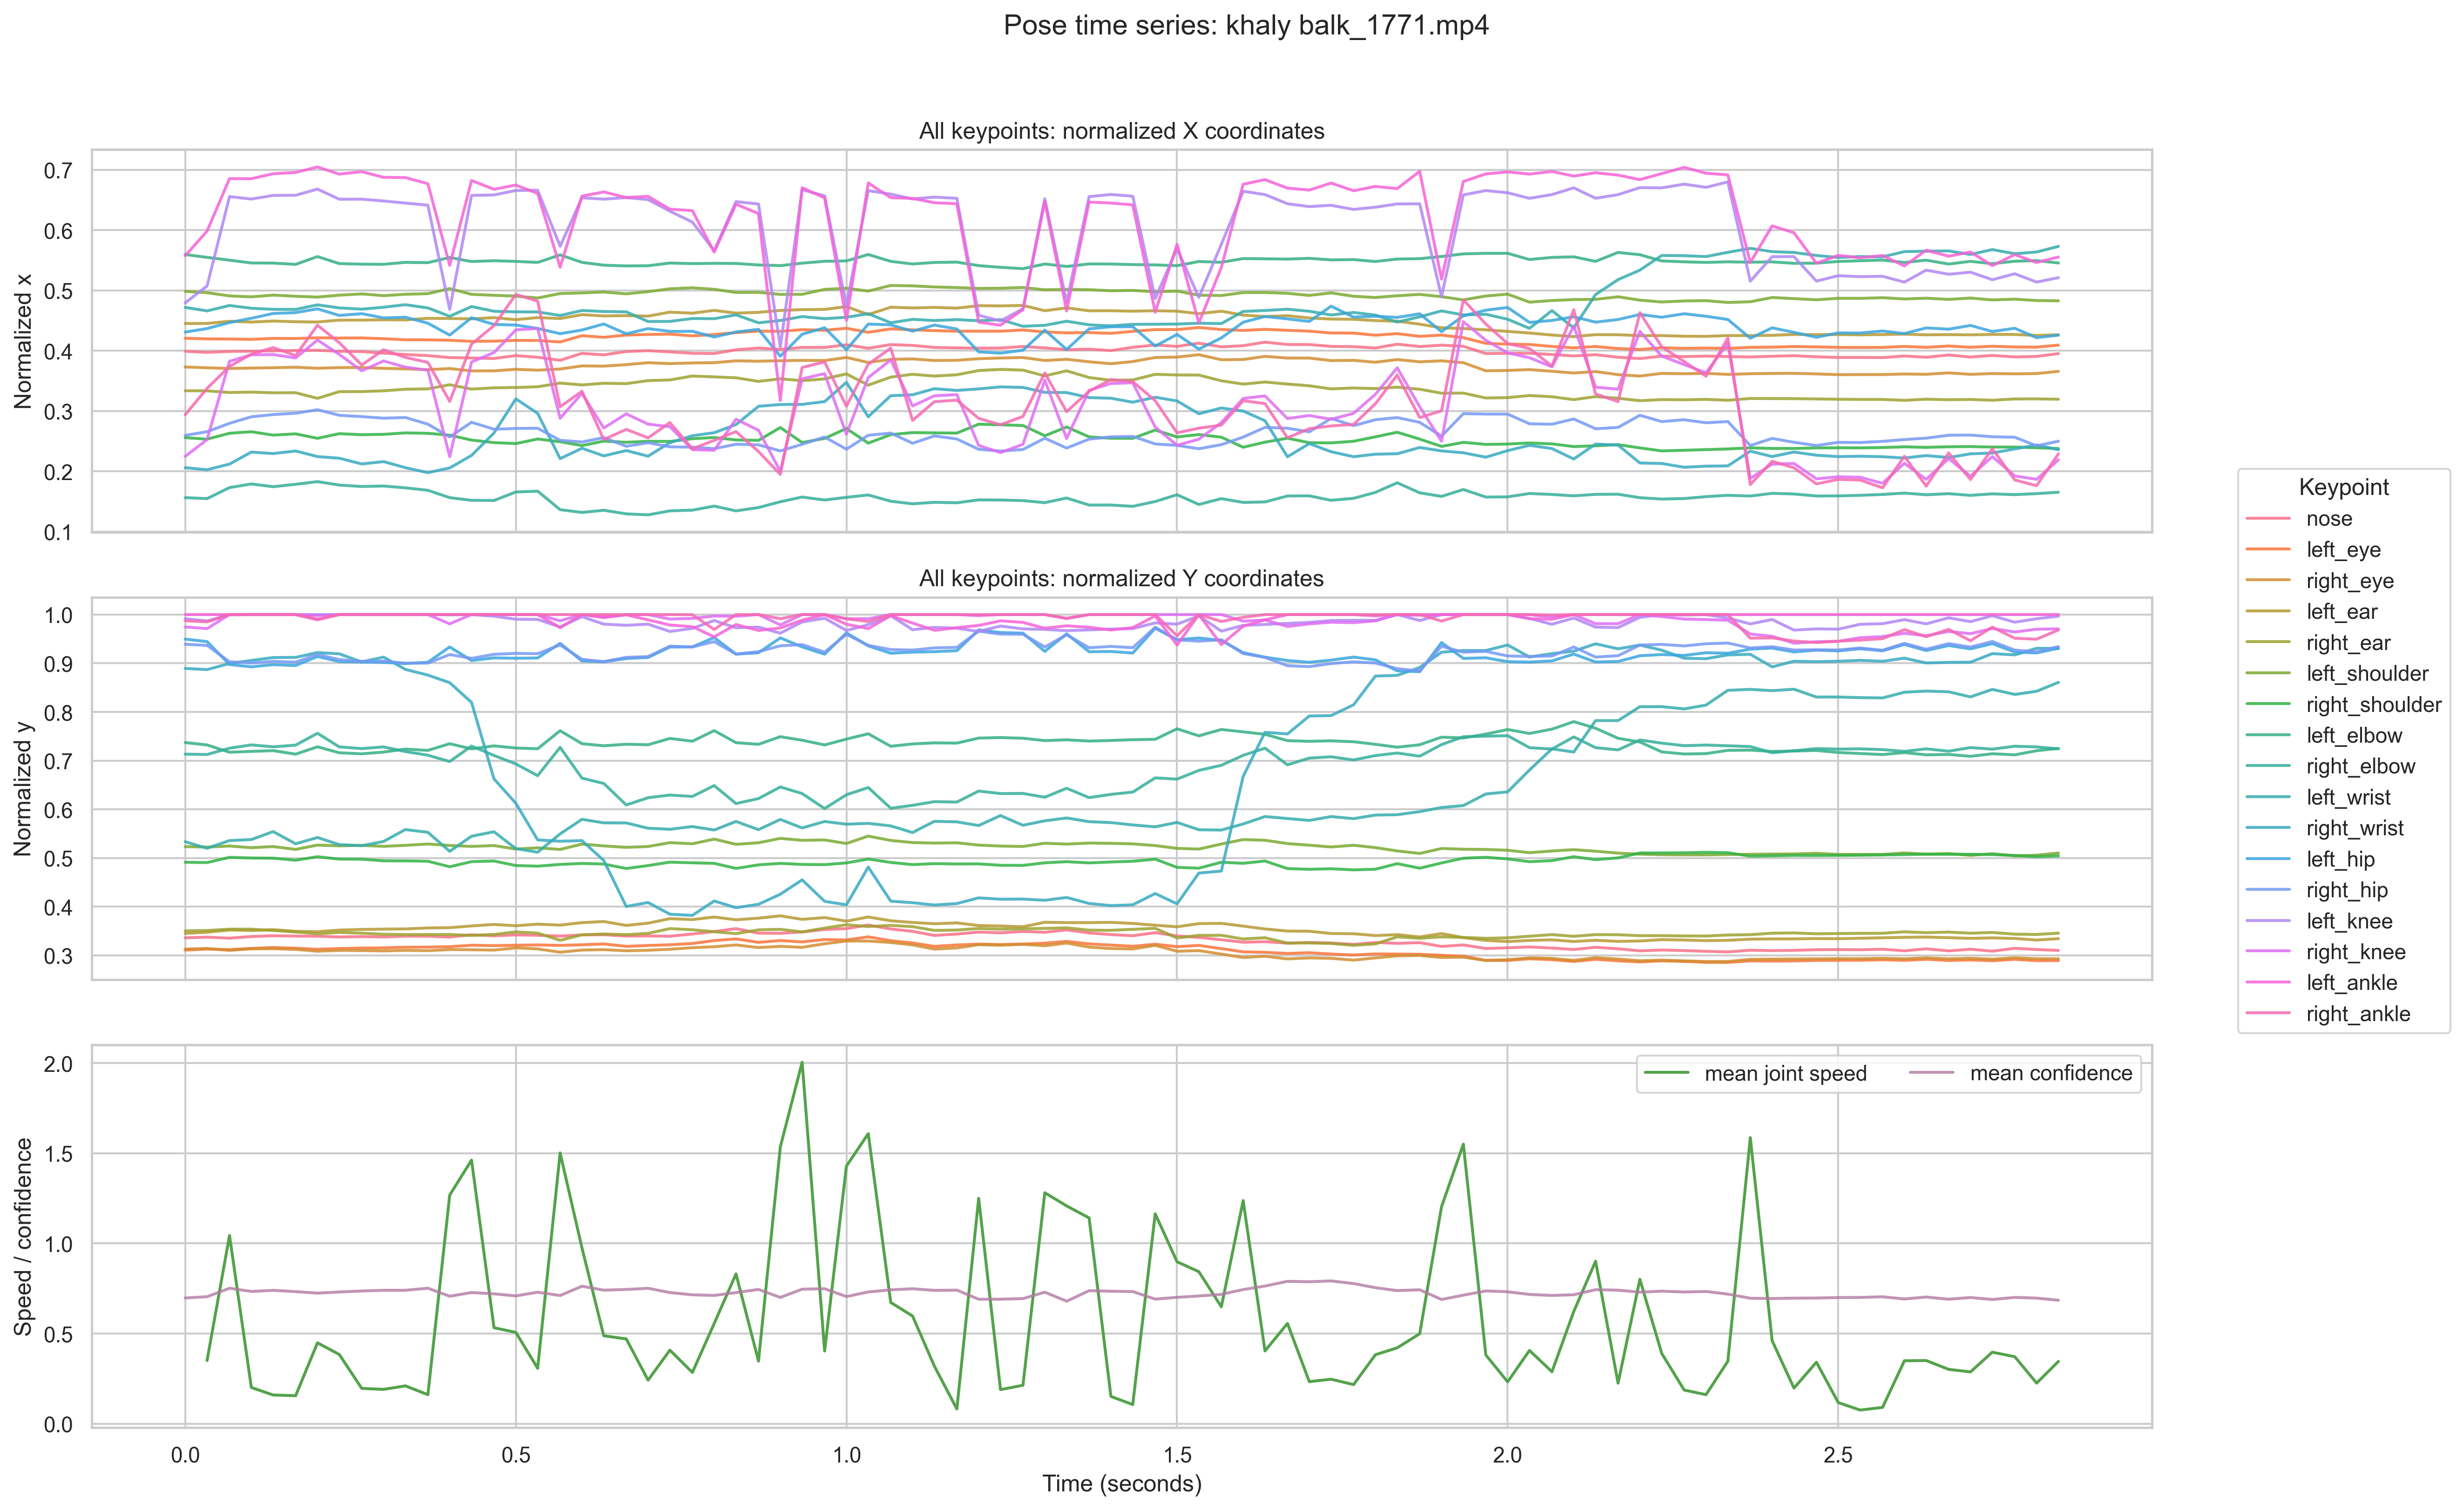 Pose time series: khaly balk_1771.mp4
All keypoints: normalized X coordinates
Normalized x
0.7
0.6
0.5
0.4
0.3
0.2
0.1
All keypoints: normalized Y coordinates
Normalized y
1.0
0.9
0.8
0.7
0.6
0.5
0.4
0.3
Keypoint
nose
left_eye
right_eye
left_ear
right_ear
left_shoulder
right_shoulder
left_elbow
right_elbow
left_wrist
right_wrist
left_hip
right_hip
left_knee
right_knee
left_ankle
right_ankle
Speed / confidence
2.0
1.5
1.0
0.5
0.0
mean joint speed mean confidence
0.0 0.5 1.0 1.5 2.0 2.5
Time (seconds)